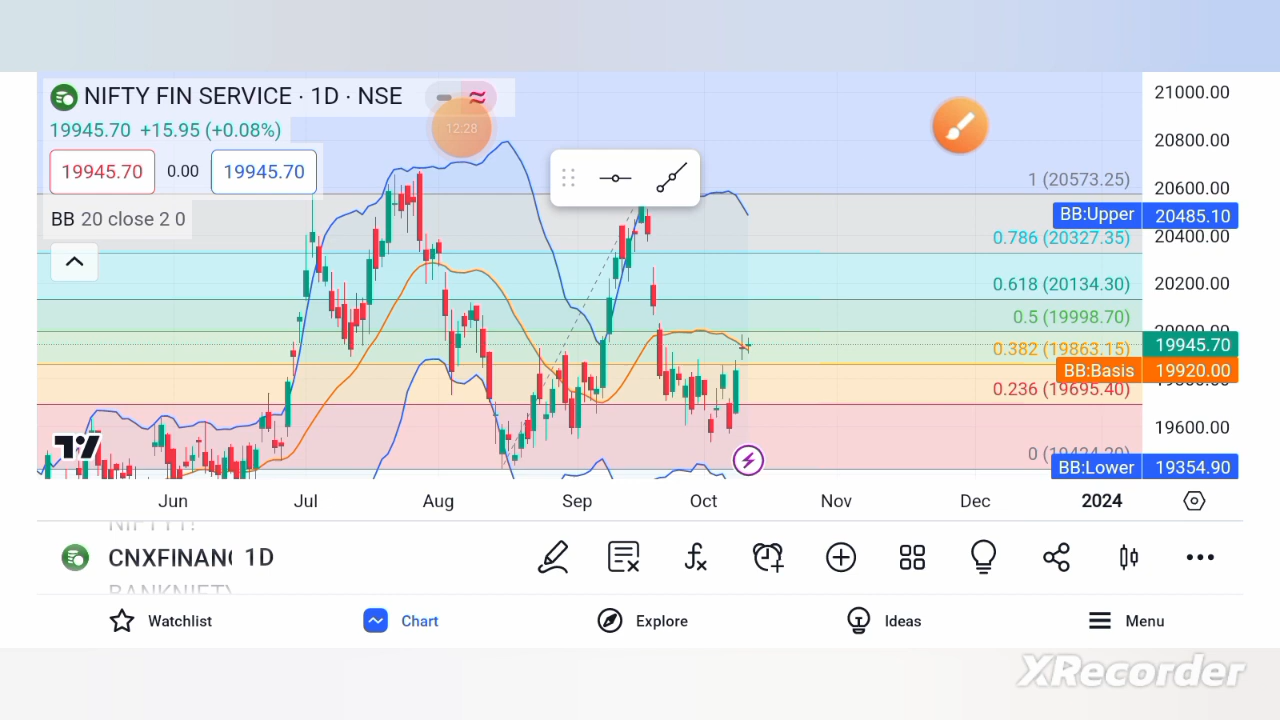 NIFTY FIN SERVICE · 1D · NSE
19945.70 +15.95 (+0.08%)
12:28
19945.70 0.00 19945.70
BB 20 close 2 0
21000.00
20800.00
1 (20573.25)
20600.00
BB:Upper 20485.10
0.786 (20327.35)
20400.00
0.618 (20134.30)
20200.00
0.5 (19998.70)
20000.00
19945.70
0.382 (19863.15)
BB:Basis 19920.00
0.236 (19695.40)
19600.00
BB:Lower 19354.90
Jun Jul Aug Sep Oct Nov Dec 2024
CNXFINAN 1D
Watchlist Chart Explore Ideas Menu
XRecorder